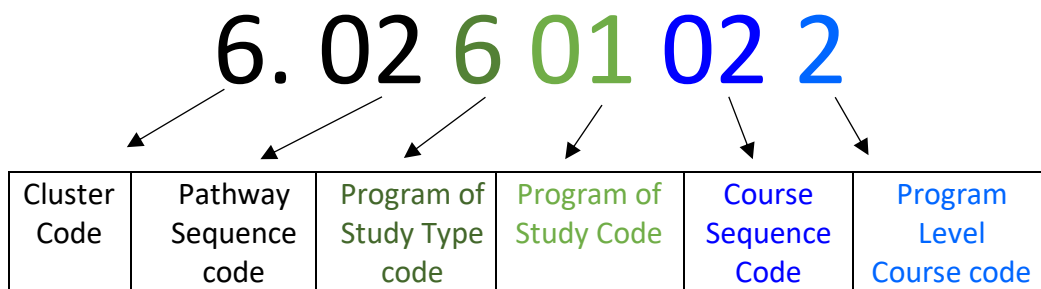 6. 02 6 01 02 2
Cluster Code
Pathway Sequence code
Program of Study Type code
Program of Study Code
Course Sequence Code
Program Level Course code